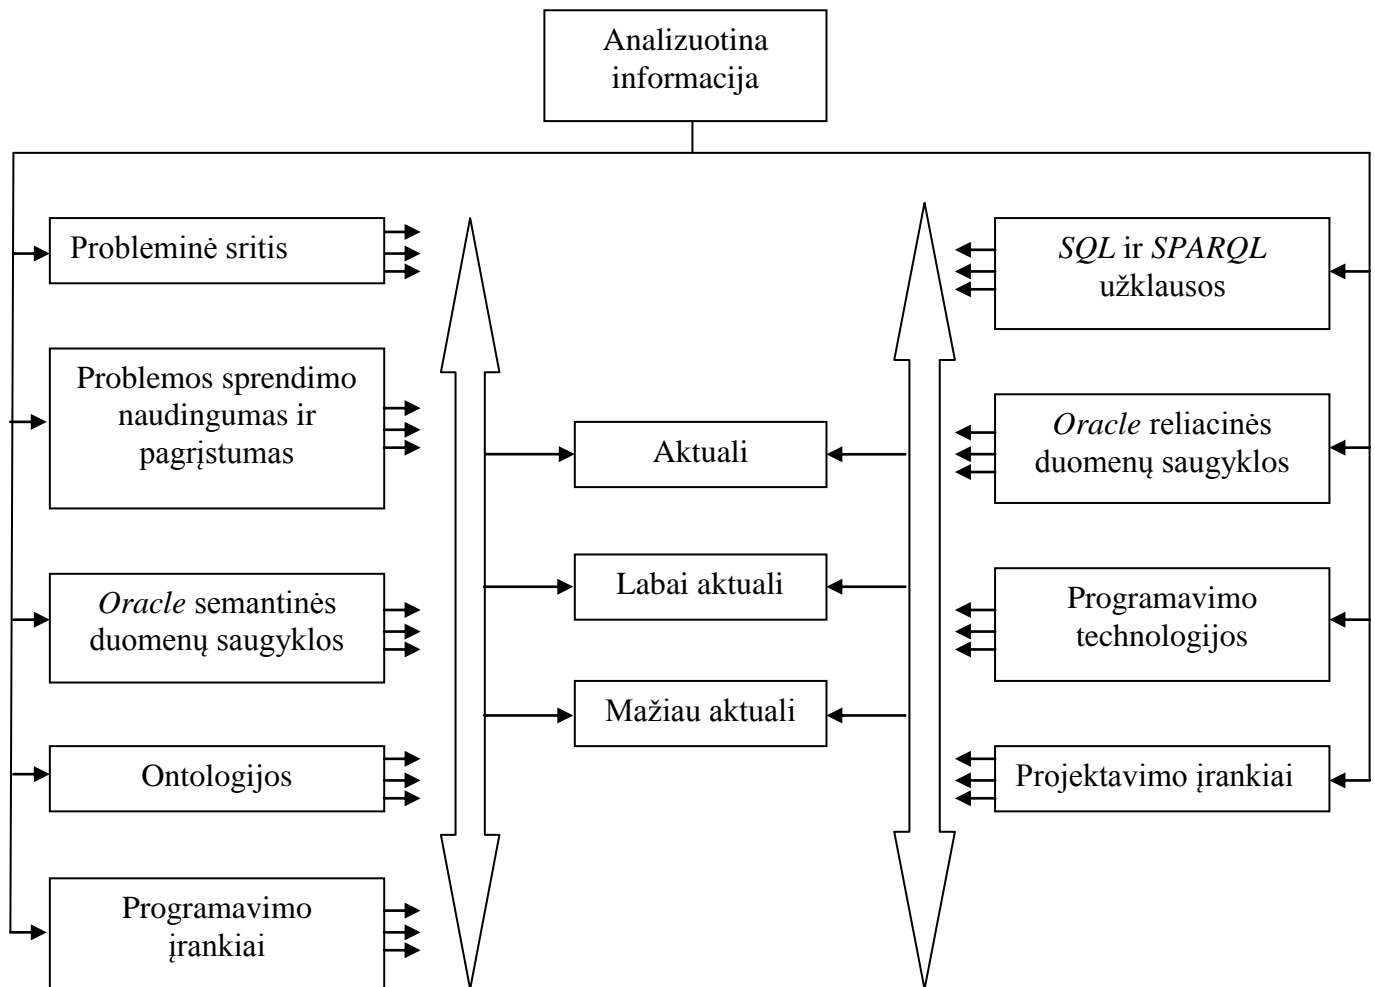 Analizuotina
informacija
Probleminė sritis
Problemos sprendimo
naudingumas ir
pagrįstumas
Oracle semantinės
duomenų saugyklos
Ontologijos
Programavimo
įrankiai
Aktuali
Labai aktuali
Mažiau aktuali
SQL ir SPARQL
užklausos
Oracle reliacinės
duomenų saugyklos
Programavimo
technologijos
Projektavimo įrankiai